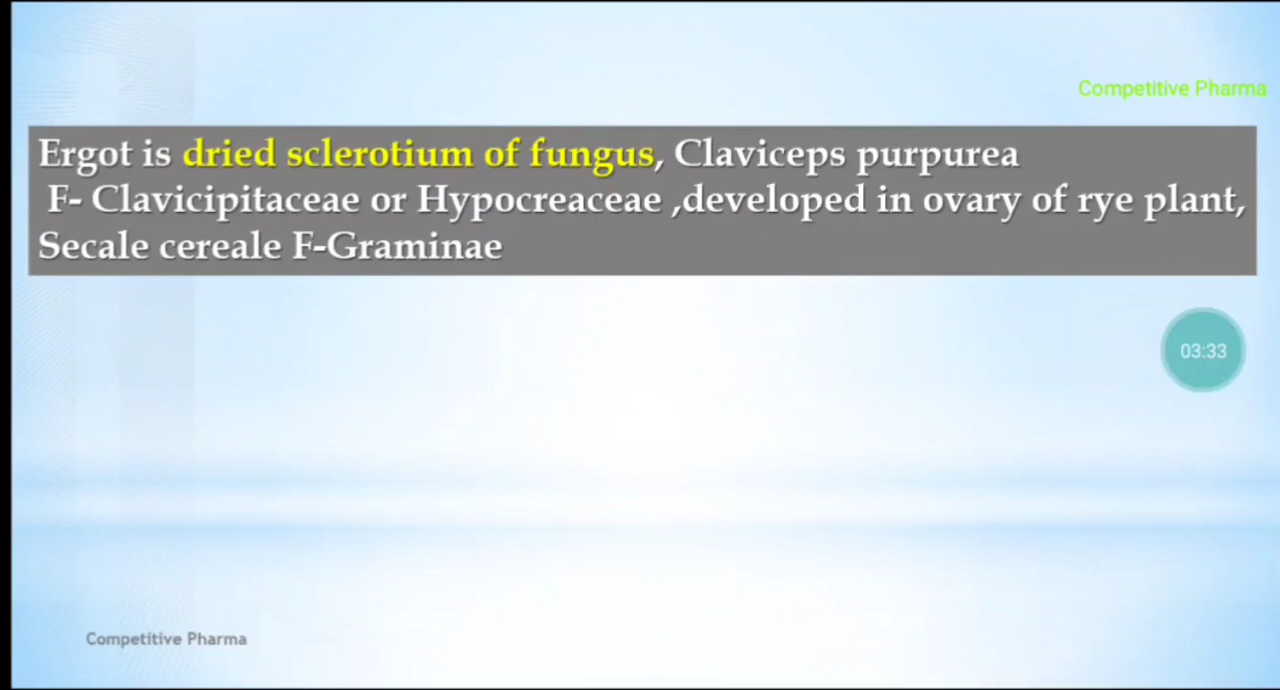 Competitive Pharma
Ergot is dried sclerotium of fungus, Claviceps purpurea
F- Clavicipitaceae or Hypocreaceae ,developed in ovary of rye plant,
Secale cereale F-Graminae
03:33
Competitive Pharma